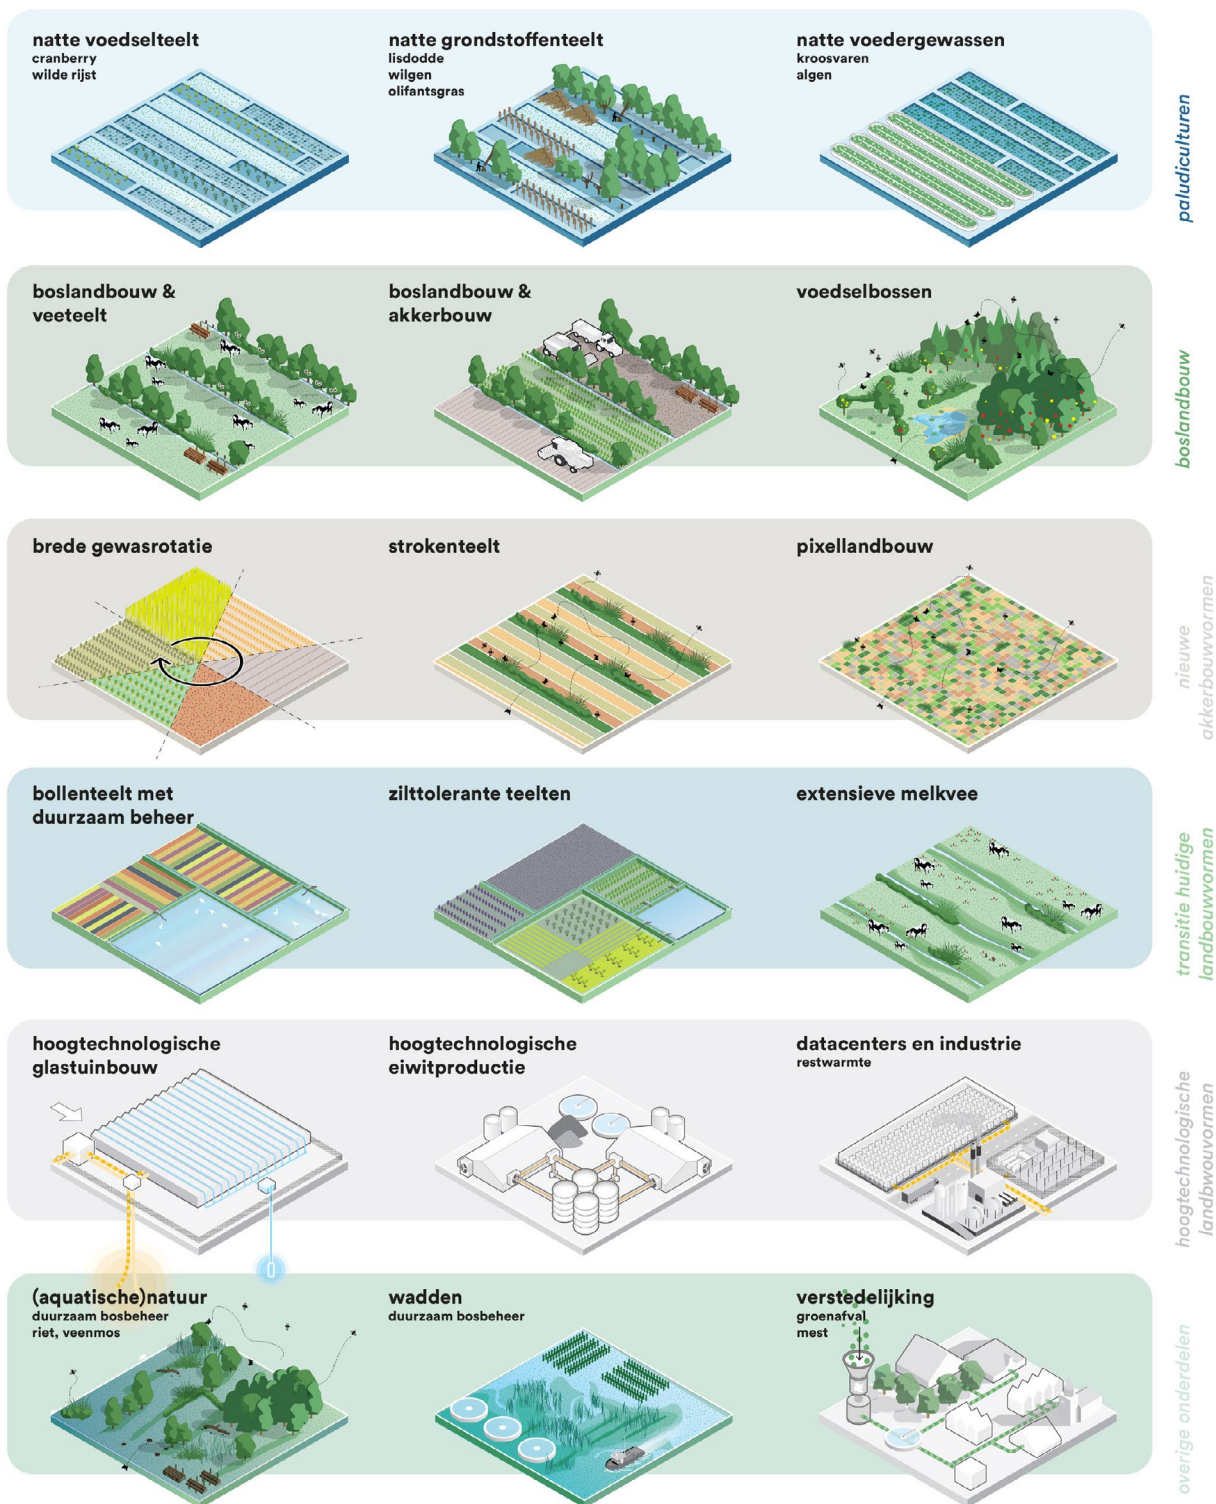 natte voedselteelt
cranberry
wilde rijst
natte grondstoffenteelt
lisdodde
wilgen
olifantsgras
natte voedergewassen
kroosvaren
algen
paludiculturen
boslandbouw &
veeteelt
boslandbouw &
akkerbouw
voedselbossen
boslandbouw
brede gewasrotatie
strokenteelt
pixellandbouw
nieuwe
akkerbouwvormen
bollenteelt met
duurzaam beheer
zilttolerante teelten
extensieve melkvee
transitie huidige
landbouwvormen
hoogtechnologische
glastuinbouw
hoogtechnologische
eiwitproductie
datacenters en industrie
restwarmte
hoogtechnologische
landbwouvormen
(aquatische)natuur
duurzaam bosbeheer
riet, veenmos
wadden
duurzaam bosbeheer
verstedelijking
groenafval
mest
overige onderdelen